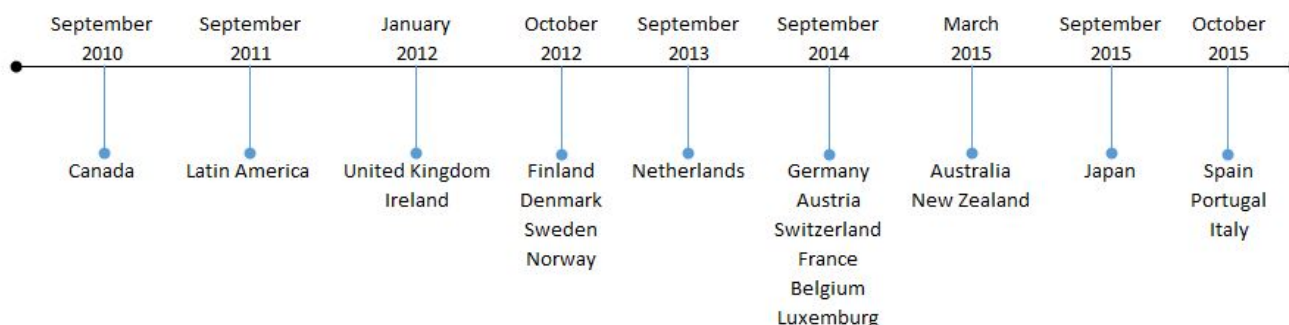 September
2010
September
2011
January
2012
October
2012
September
2013
September
2014
March
2015
September
2015
October
2015
Canada
Latin America
United Kingdom
Ireland
Finland
Denmark
Sweden
Norway
Netherlands
Germany
Austria
Switzerland
France
Belgium
Luxemburg
Australia
New Zealand
Japan
Spain
Portugal
Italy